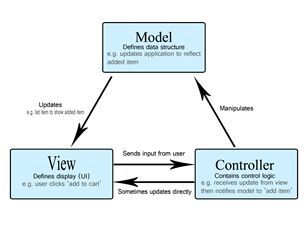 Model
Defines data structure
e.g. updates application to reflect
added item
Updates
e.g. list item to show added item
Manipulates
View
Defines display (UI)
e.g. user clicks 'add to cart'
Sends input from user
Sometimes updates directly
Controller
Contains control logic
e.g. receives update from view
then notifies model to 'add item'